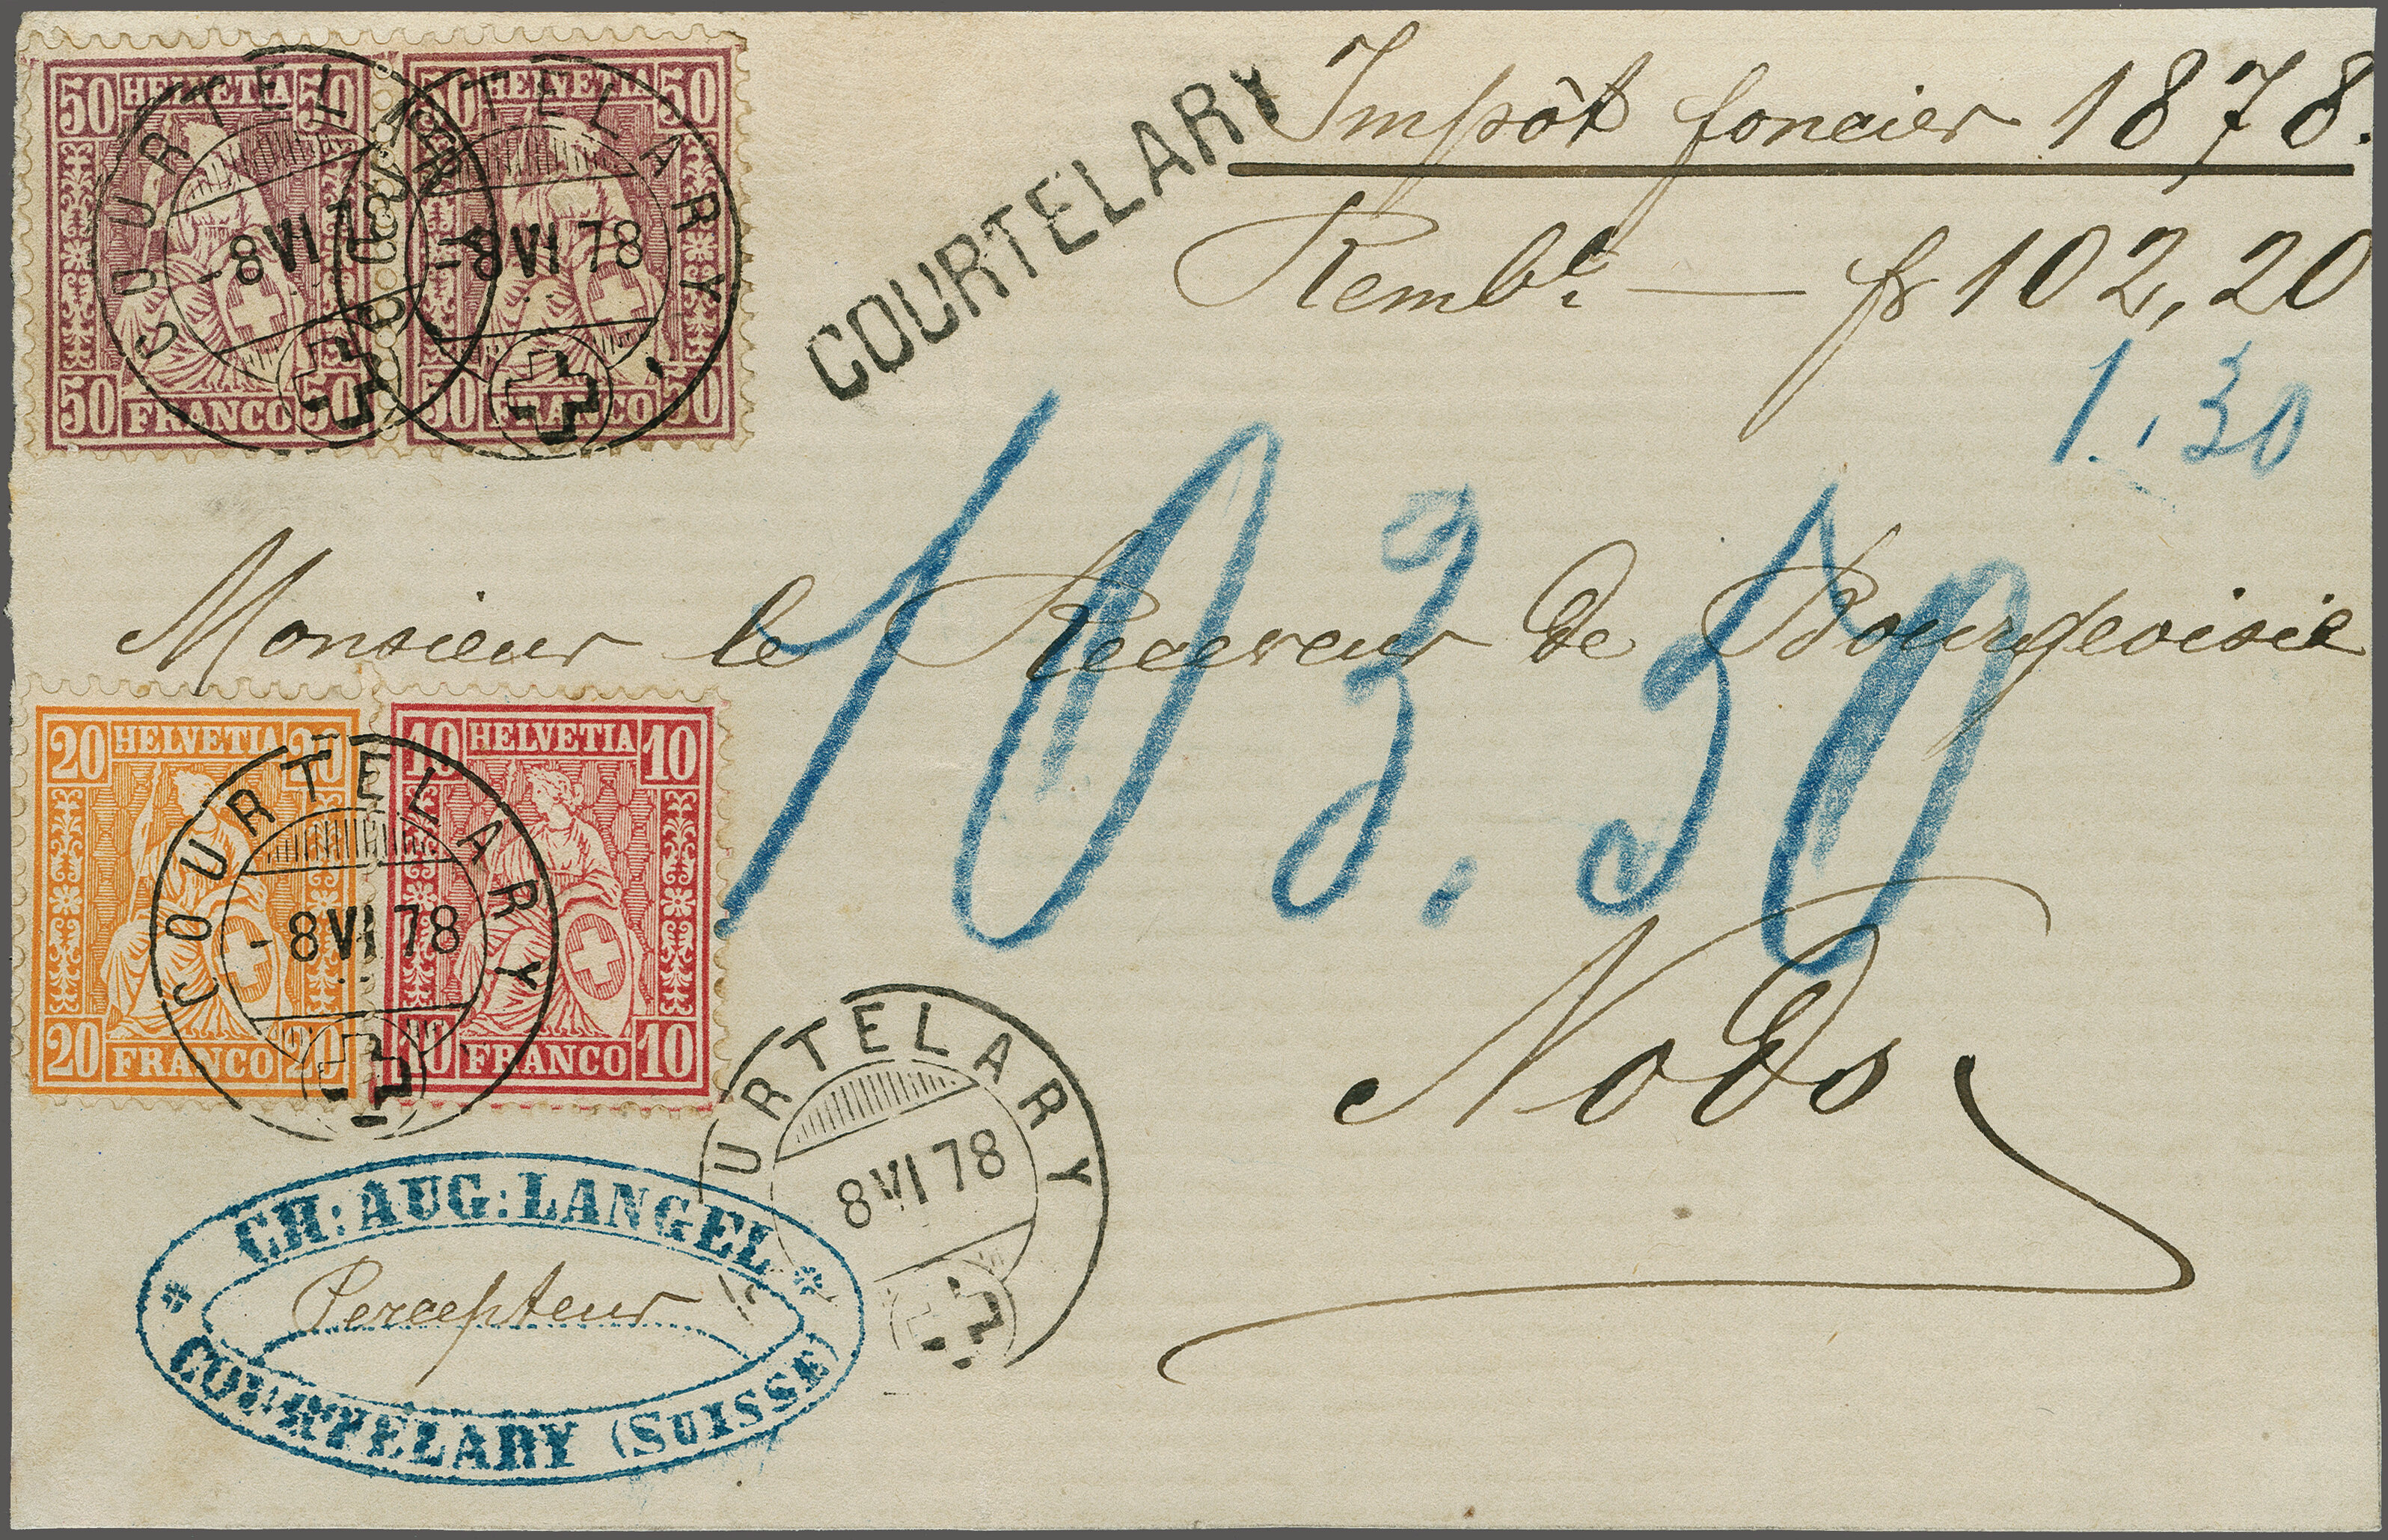 50 HELVETIA 50
50 FRANCO 50
50 HELVETIA 50
50 FRANCO 50
COURTELARY
-8 VI 78
COURTELARY
-8 VI 78
COURTELARY
Impôt foncier 1878.
Rembt — fr 102,20
1.,30
103.50
Monsieur le Receveur de Bourgeoisie
20 HELVETIA 20
20 FRANCO 20
10 HELVETIA 10
10 FRANCO 10
COURTELARY
-8 VI 78
Nods
URTELARY
8 VI 78
* CH: AUG: LANGEL *
Percepteur
COURTELARY (SUISSE)